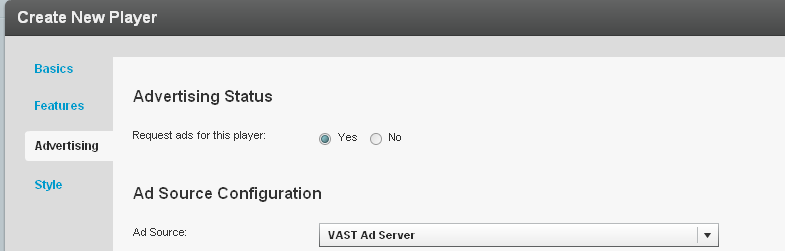 Create New Player
Basics
Features
Advertising
Style
Advertising Status
Request ads for this player: Yes No
Ad Source Configuration
Ad Source: VAST Ad Server